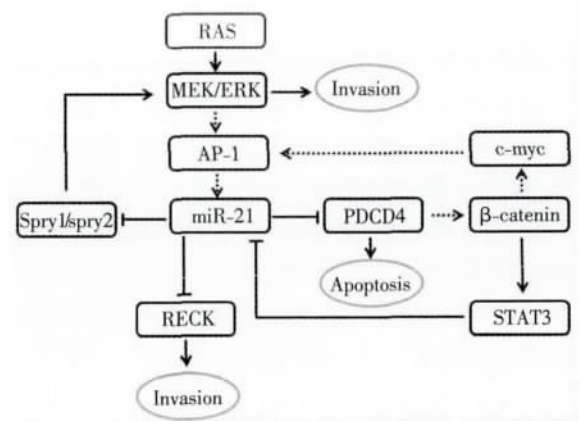 RAS
MEK/ERK
Invasion
AP-1
c-myc
Spry1/spry2
miR-21
PDCD4
β-catenin
Apoptosis
RECK
STAT3
Invasion